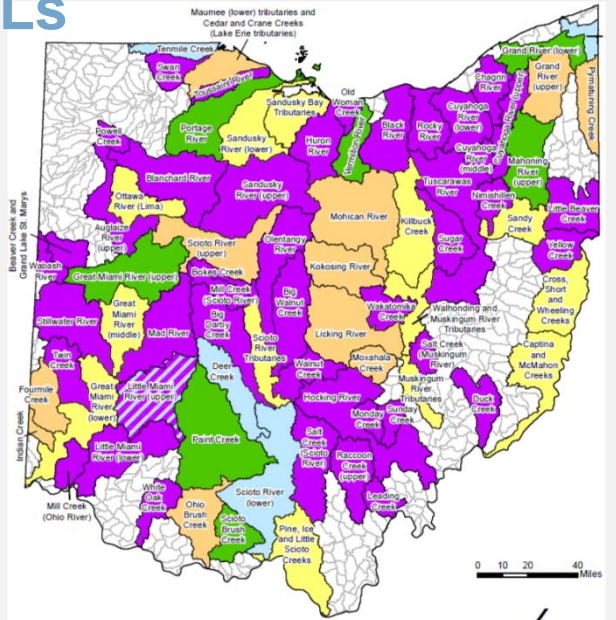 Ls
Maumee (lower) tributaries and
Cedar and Crane Creeks
(Lake Erie tributaries)
Tenmile Creek
Swan
Creek
Toussaint River
Grand River (lower)
Grand
River
(upper)
Pymatuning Creek
Chagrin
River
Cuyahoga River (upper)
Sandusky Bay
Tributaries
Old
Woman
Creek
Portage
River
Sandusky
River (lower)
Huron
River
Vermilion River
Black
River
Rocky
River
Cuyahoga
River
(lower)
Cuyahoga
River
(middle)
Mahoning
River
(upper)
Powell
Creek
Blanchard River
Sandusky
River (upper)
Tuscarawas
River
Nimishillen
Creek
Little Beaver
Creek
Ottawa
River (Lima)
Mohican River
Killbuck
Creek
Sandy
Creek
Beaver Creek and
Grand Lake St. Marys
Auglaize
River
(upper)
Scioto River
(upper)
Olentangy
River
Sugar
Creek
Yellow
Creek
Wabash
River
Great Miami River (upper)
Bokes Creek
Kokosing River
Cross,
Short
and
Wheeling
Creeks
Mill Creek
(Scioto River)
Big
Walnut
Creek
Great
Miami
River
(middle)
Stillwater River
Mad River
Big
Darby
Creek
Scioto
River
Tributaries
Licking River
Wakatomika
Creek
Walhonding and
Muskingum River
Tributaries
Salt Creek
(Muskingum
River)
Captina
and
McMahon
Creeks
Twin
Creek
Deer
Creek
Walnut
Creek
Moxahala
Creek
Fourmile
Creek
Great
Miami
River
(lower)
Little Miami
River (upper)
Hocking River
Muskingum
River
Tributaries
Duck
Creek
Monday
Creek
Sunday
Creek
Indian Creek
Little Miami
River (lower)
Paint Creek
Salt
Creek
(Scioto
River)
Raccoon
Creek
(upper)
Mill Creek
(Ohio River)
White
Oak
Creek
Ohio
Brush
Creek
Scioto River
(lower)
Scioto
Brush
Creek
Leading
Creek
Pine, Ice
and Little
Scioto
Creeks
0 10 20 40
Miles